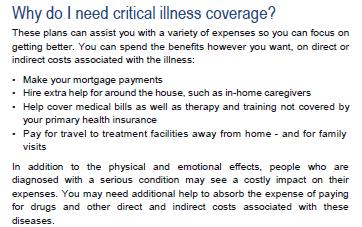 Why do I need critical illness coverage?
These plans can assist you with a variety of expenses so you can focus on
getting better. You can spend the benefits however you want, on direct or
indirect costs associated with the illness:
• Make your mortgage payments
• Hire extra help for around the house, such as in-home caregivers
• Help cover medical bills as well as therapy and training not covered by
your primary health insurance
• Pay for travel to treatment facilities away from home - and for family
visits
In addition to the physical and emotional effects, people who are
diagnosed with a serious condition may see a costly impact on their
expenses. You may need additional help to absorb the expense of paying
for drugs and other direct and indirect costs associated with these
diseases.